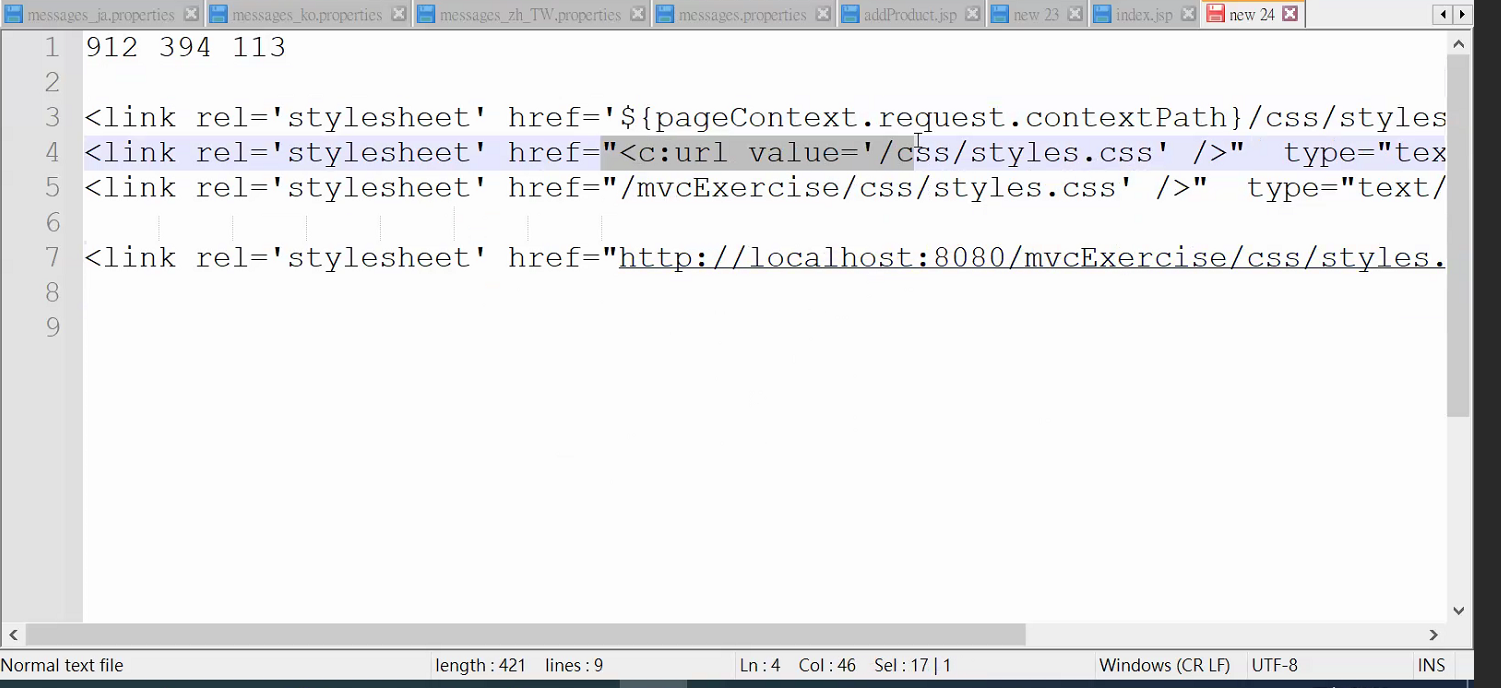 messages_ja.properties messages_ko.properties messages_zh_TW.properties messages.properties addProduct.jsp new 23 index.jsp new 24
1 912 394 113
2
3 <link rel='stylesheet' href='${pageContext.request.contextPath}/css/styles
4 <link rel='stylesheet' href="<c:url value='/css/styles.css' />"  type="tex
5 <link rel='stylesheet' href="/mvcExercise/css/styles.css' />"  type="text/
6
7 <link rel='stylesheet' href="http://localhost:8080/mvcExercise/css/styles.
8
9
Normal text file length : 421 lines : 9 Ln : 4 Col : 46 Sel : 17 | 1 Windows (CR LF) UTF-8 INS